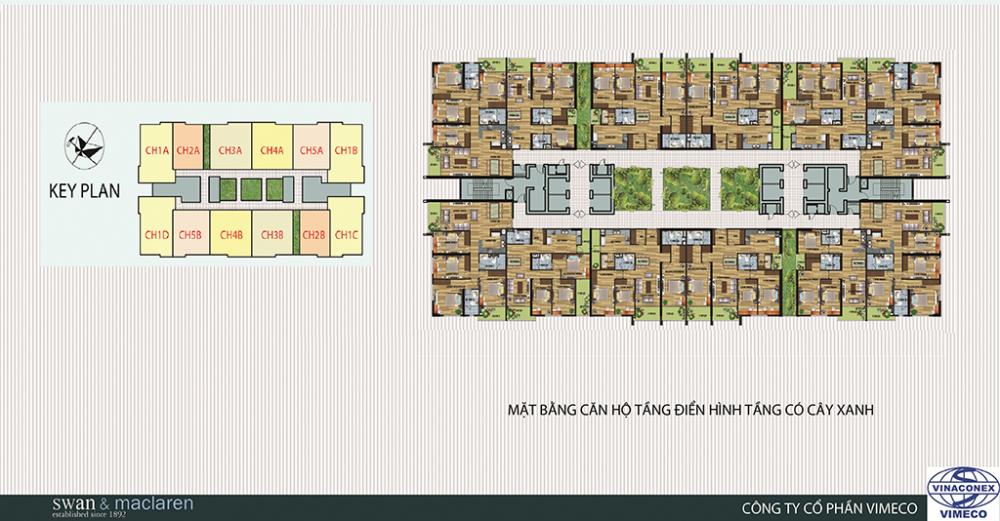 KEY PLAN
CH1A CH2A CH3A CH4A CH5A CH1B
CH1D CH5B CH4B CH3B CH2B CH1C
MẶT BẰNG CĂN HỘ TẦNG ĐIỂN HÌNH TẦNG CÓ CÂY XANH
swan & maclaren
established since 1892
CÔNG TY CỔ PHẦN VIMECO
VINACONEX
VIMECO